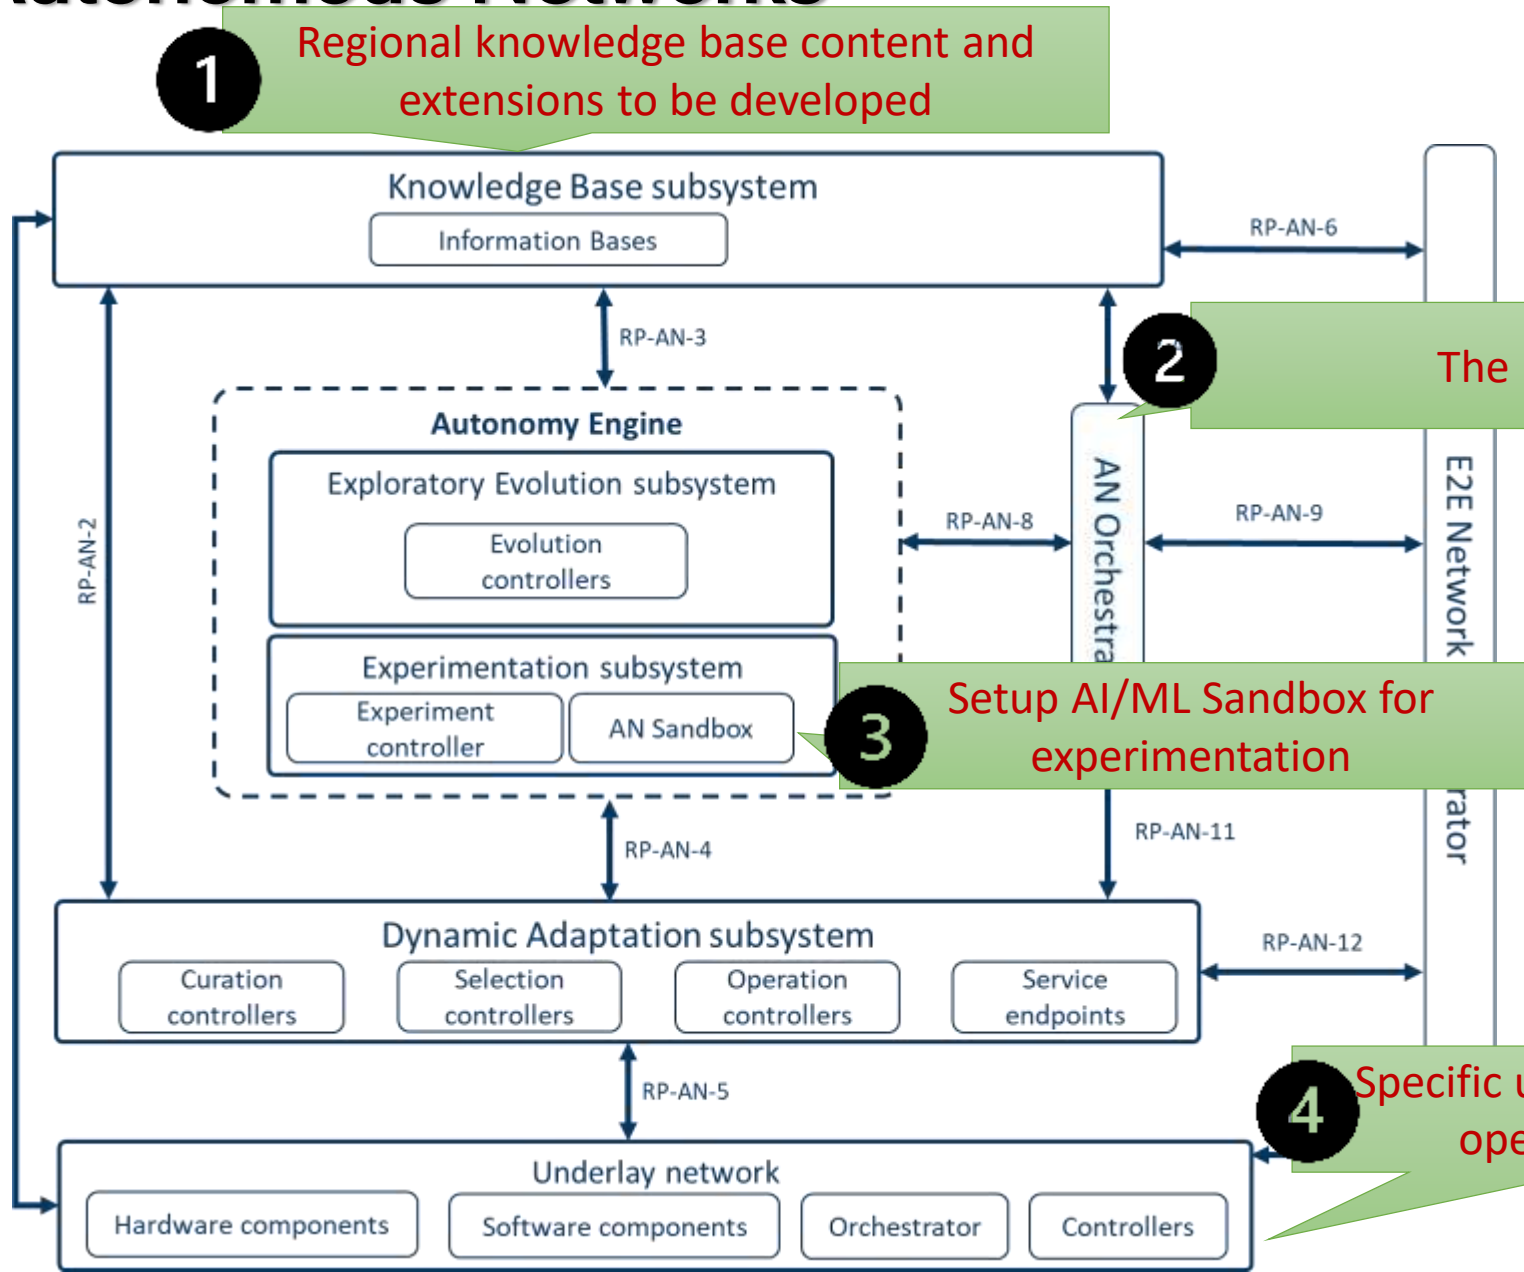 Networks
1
Regional knowledge base content and
extensions to be developed
Knowledge Base subsystem
Information Bases
RP-AN-6
RP-AN-3
2
The
Autonomy Engine
Exploratory Evolution subsystem
Evolution
controllers
RP-AN-2
RP-AN-8
AN Orchestra
RP-AN-9
E2E Network
rator
Experimentation subsystem
Experiment
controller
AN Sandbox
3
Setup AI/ML Sandbox for
experimentation
RP-AN-4
RP-AN-11
Dynamic Adaptation subsystem
Curation
controllers
Selection
controllers
Operation
controllers
Service
endpoints
RP-AN-12
RP-AN-5
4
Specific
ope
Underlay network
Hardware components
Software components
Orchestrator
Controllers